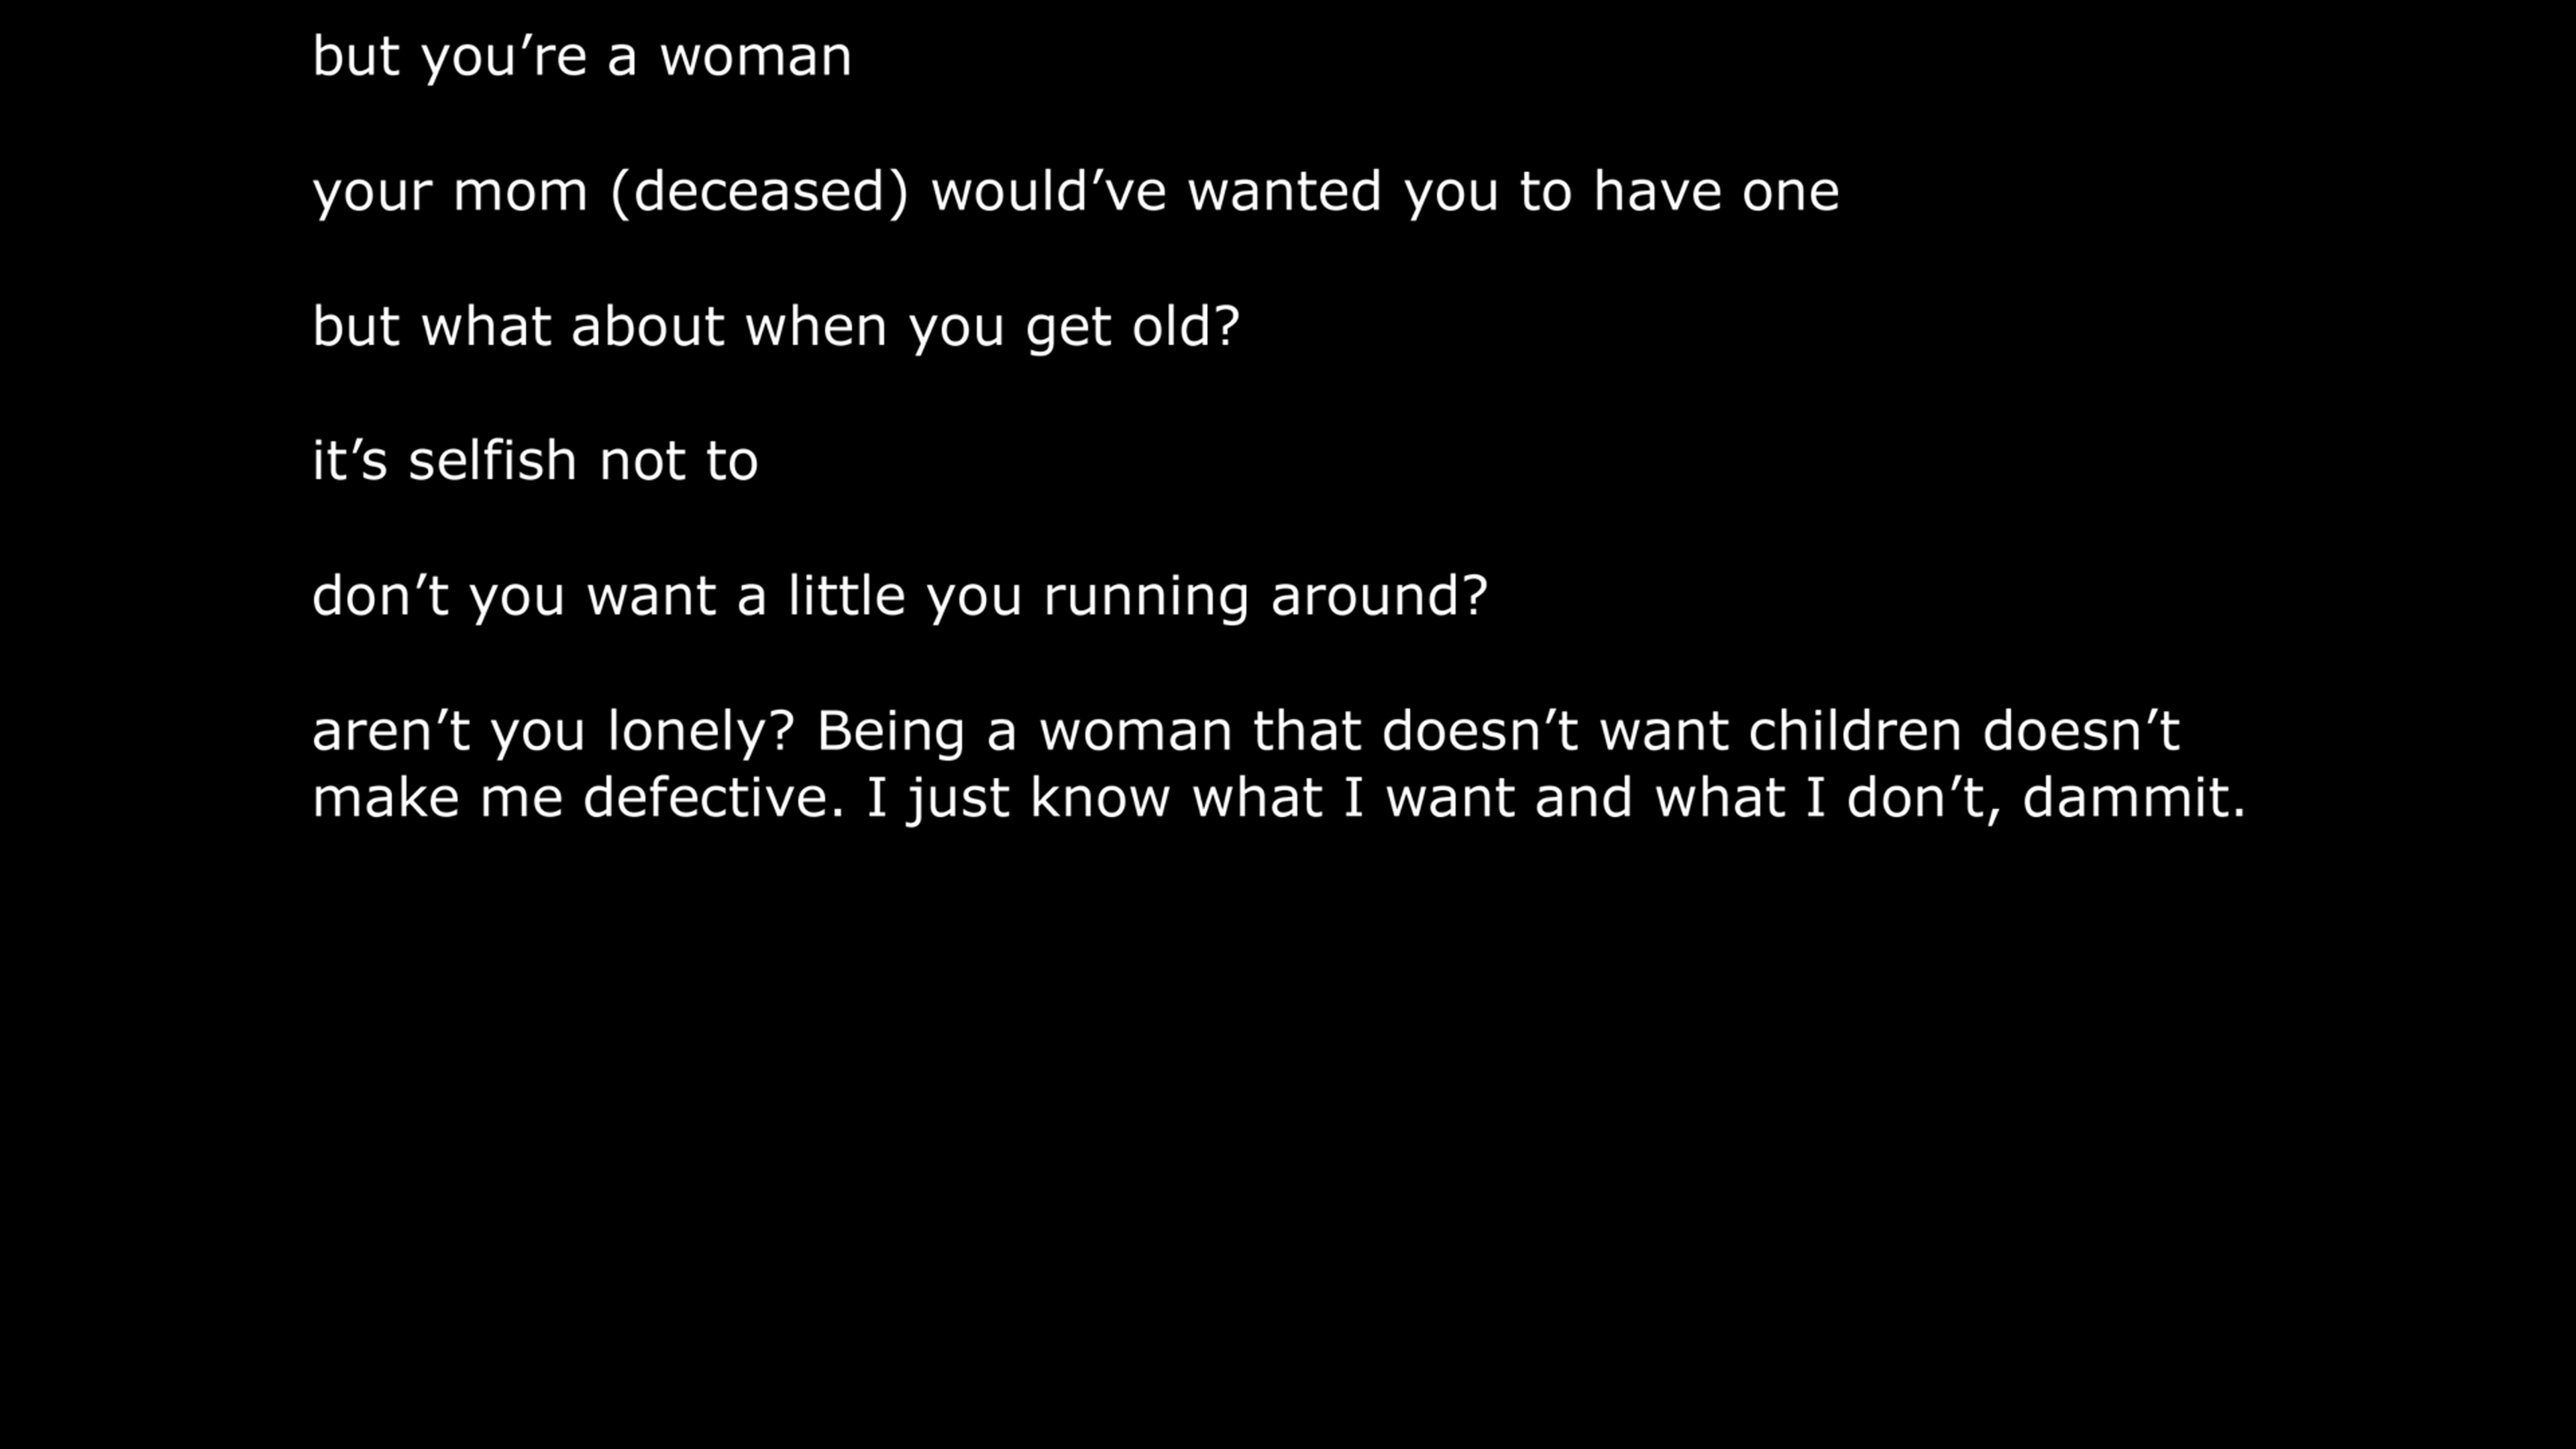 but you’re a woman
your mom (deceased) would’ve wanted you to have one
but what about when you get old?
it’s selfish not to
don’t you want a little you running around?
aren’t you lonely? Being a woman that doesn’t want children doesn’t
make me defective. I just know what I want and what I don’t, dammit.